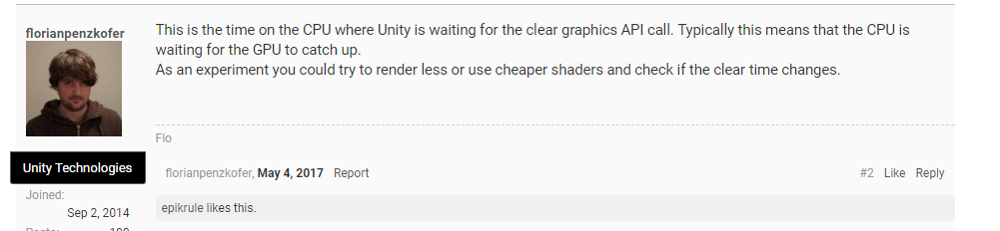 florianpenzkofer
This is the time on the CPU where Unity is waiting for the clear graphics API call. Typically this means that the CPU is
waiting for the GPU to catch up.
As an experiment you could try to render less or use cheaper shaders and check if the clear time changes.
Flo
Unity Technologies
florianpenzkofer, May 4, 2017 Report #2 Like Reply
Joined:
Sep 2, 2014
epikrule likes this.